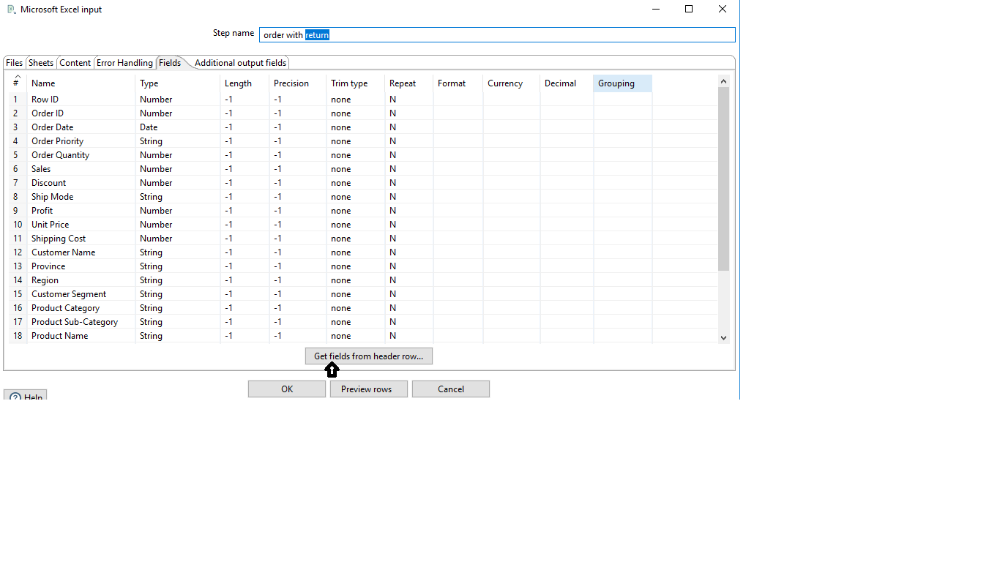 Microsoft Excel input
Step name order with return
Files Sheets Content Error Handling Fields Additional output fields
# Name Type Length Precision Trim type Repeat Format Currency Decimal Grouping
1 Row ID Number -1 -1 none N
2 Order ID Number -1 -1 none N
3 Order Date Date -1 -1 none N
4 Order Priority String -1 -1 none N
5 Order Quantity Number -1 -1 none N
6 Sales Number -1 -1 none N
7 Discount Number -1 -1 none N
8 Ship Mode String -1 -1 none N
9 Profit Number -1 -1 none N
10 Unit Price Number -1 -1 none N
11 Shipping Cost Number -1 -1 none N
12 Customer Name String -1 -1 none N
13 Province String -1 -1 none N
14 Region String -1 -1 none N
15 Customer Segment String -1 -1 none N
16 Product Category String -1 -1 none N
17 Product Sub-Category String -1 -1 none N
18 Product Name String -1 -1 none N
Get fields from header row...
OK Preview rows Cancel
? Help